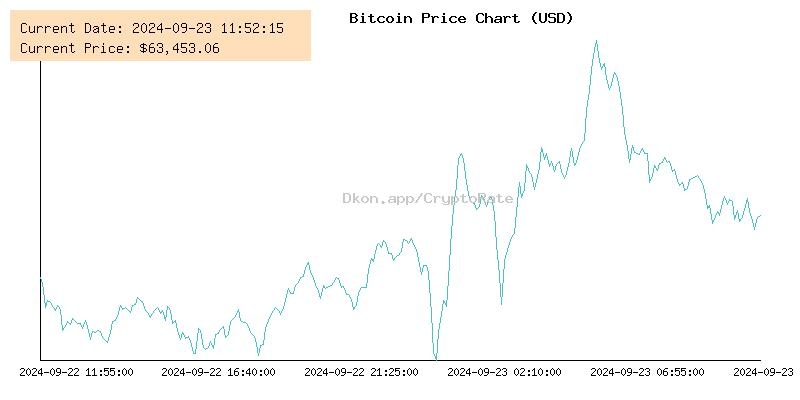 Bitcoin Price Chart (USD)
Current Date: 2024-09-23 11:52:15
Current Price: $63,453.06
Dkon.app/CryptoRate
2024-09-22 11:55:00 2024-09-22 16:40:00 2024-09-22 21:25:00 2024-09-23 02:10:00 2024-09-23 06:55:00 2024-09-23